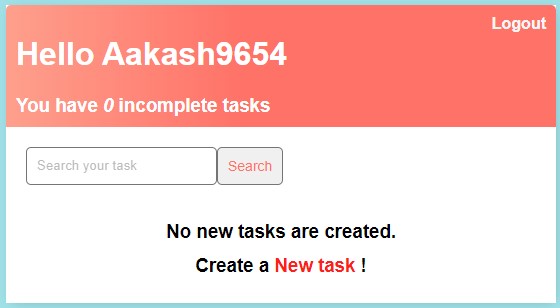 Logout
Hello Aakash9654
You have 0 incomplete tasks
Search your task
Search
No new tasks are created.
Create a New task !